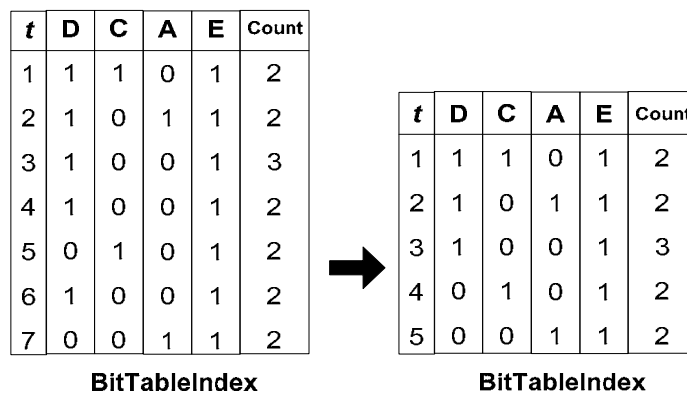 t D C A E Count
1 1 1 0 1 2
2 1 0 1 1 2
3 1 0 0 1 3
4 1 0 0 1 2
5 0 1 0 1 2
6 1 0 0 1 2
7 0 0 1 1 2
BitTableIndex
t D C A E Count
1 1 1 0 1 2
2 1 0 1 1 2
3 1 0 0 1 3
4 0 1 0 1 2
5 0 0 1 1 2
BitTableIndex